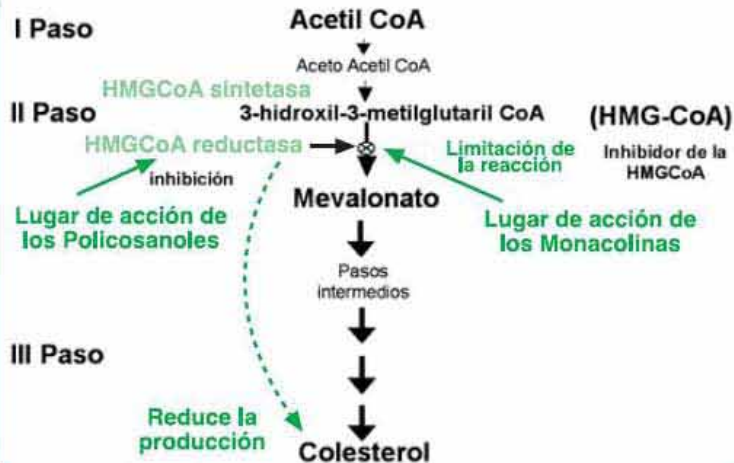 I Paso
Acetil CoA
Aceto Acetil CoA
HMGCoA sintetasa
II Paso
3-hidroxil-3-metilglutaril CoA
(HMG-CoA)
HMGCoA reductasa
Limitación de
la reacción
Inhibidor de la
HMGCoA
inhibición
Lugar de acción de
los Policosanoles
Mevalonato
Lugar de acción de
los Monacolinas
Pasos
intermedios
III Paso
Reduce la
producción
Colesterol